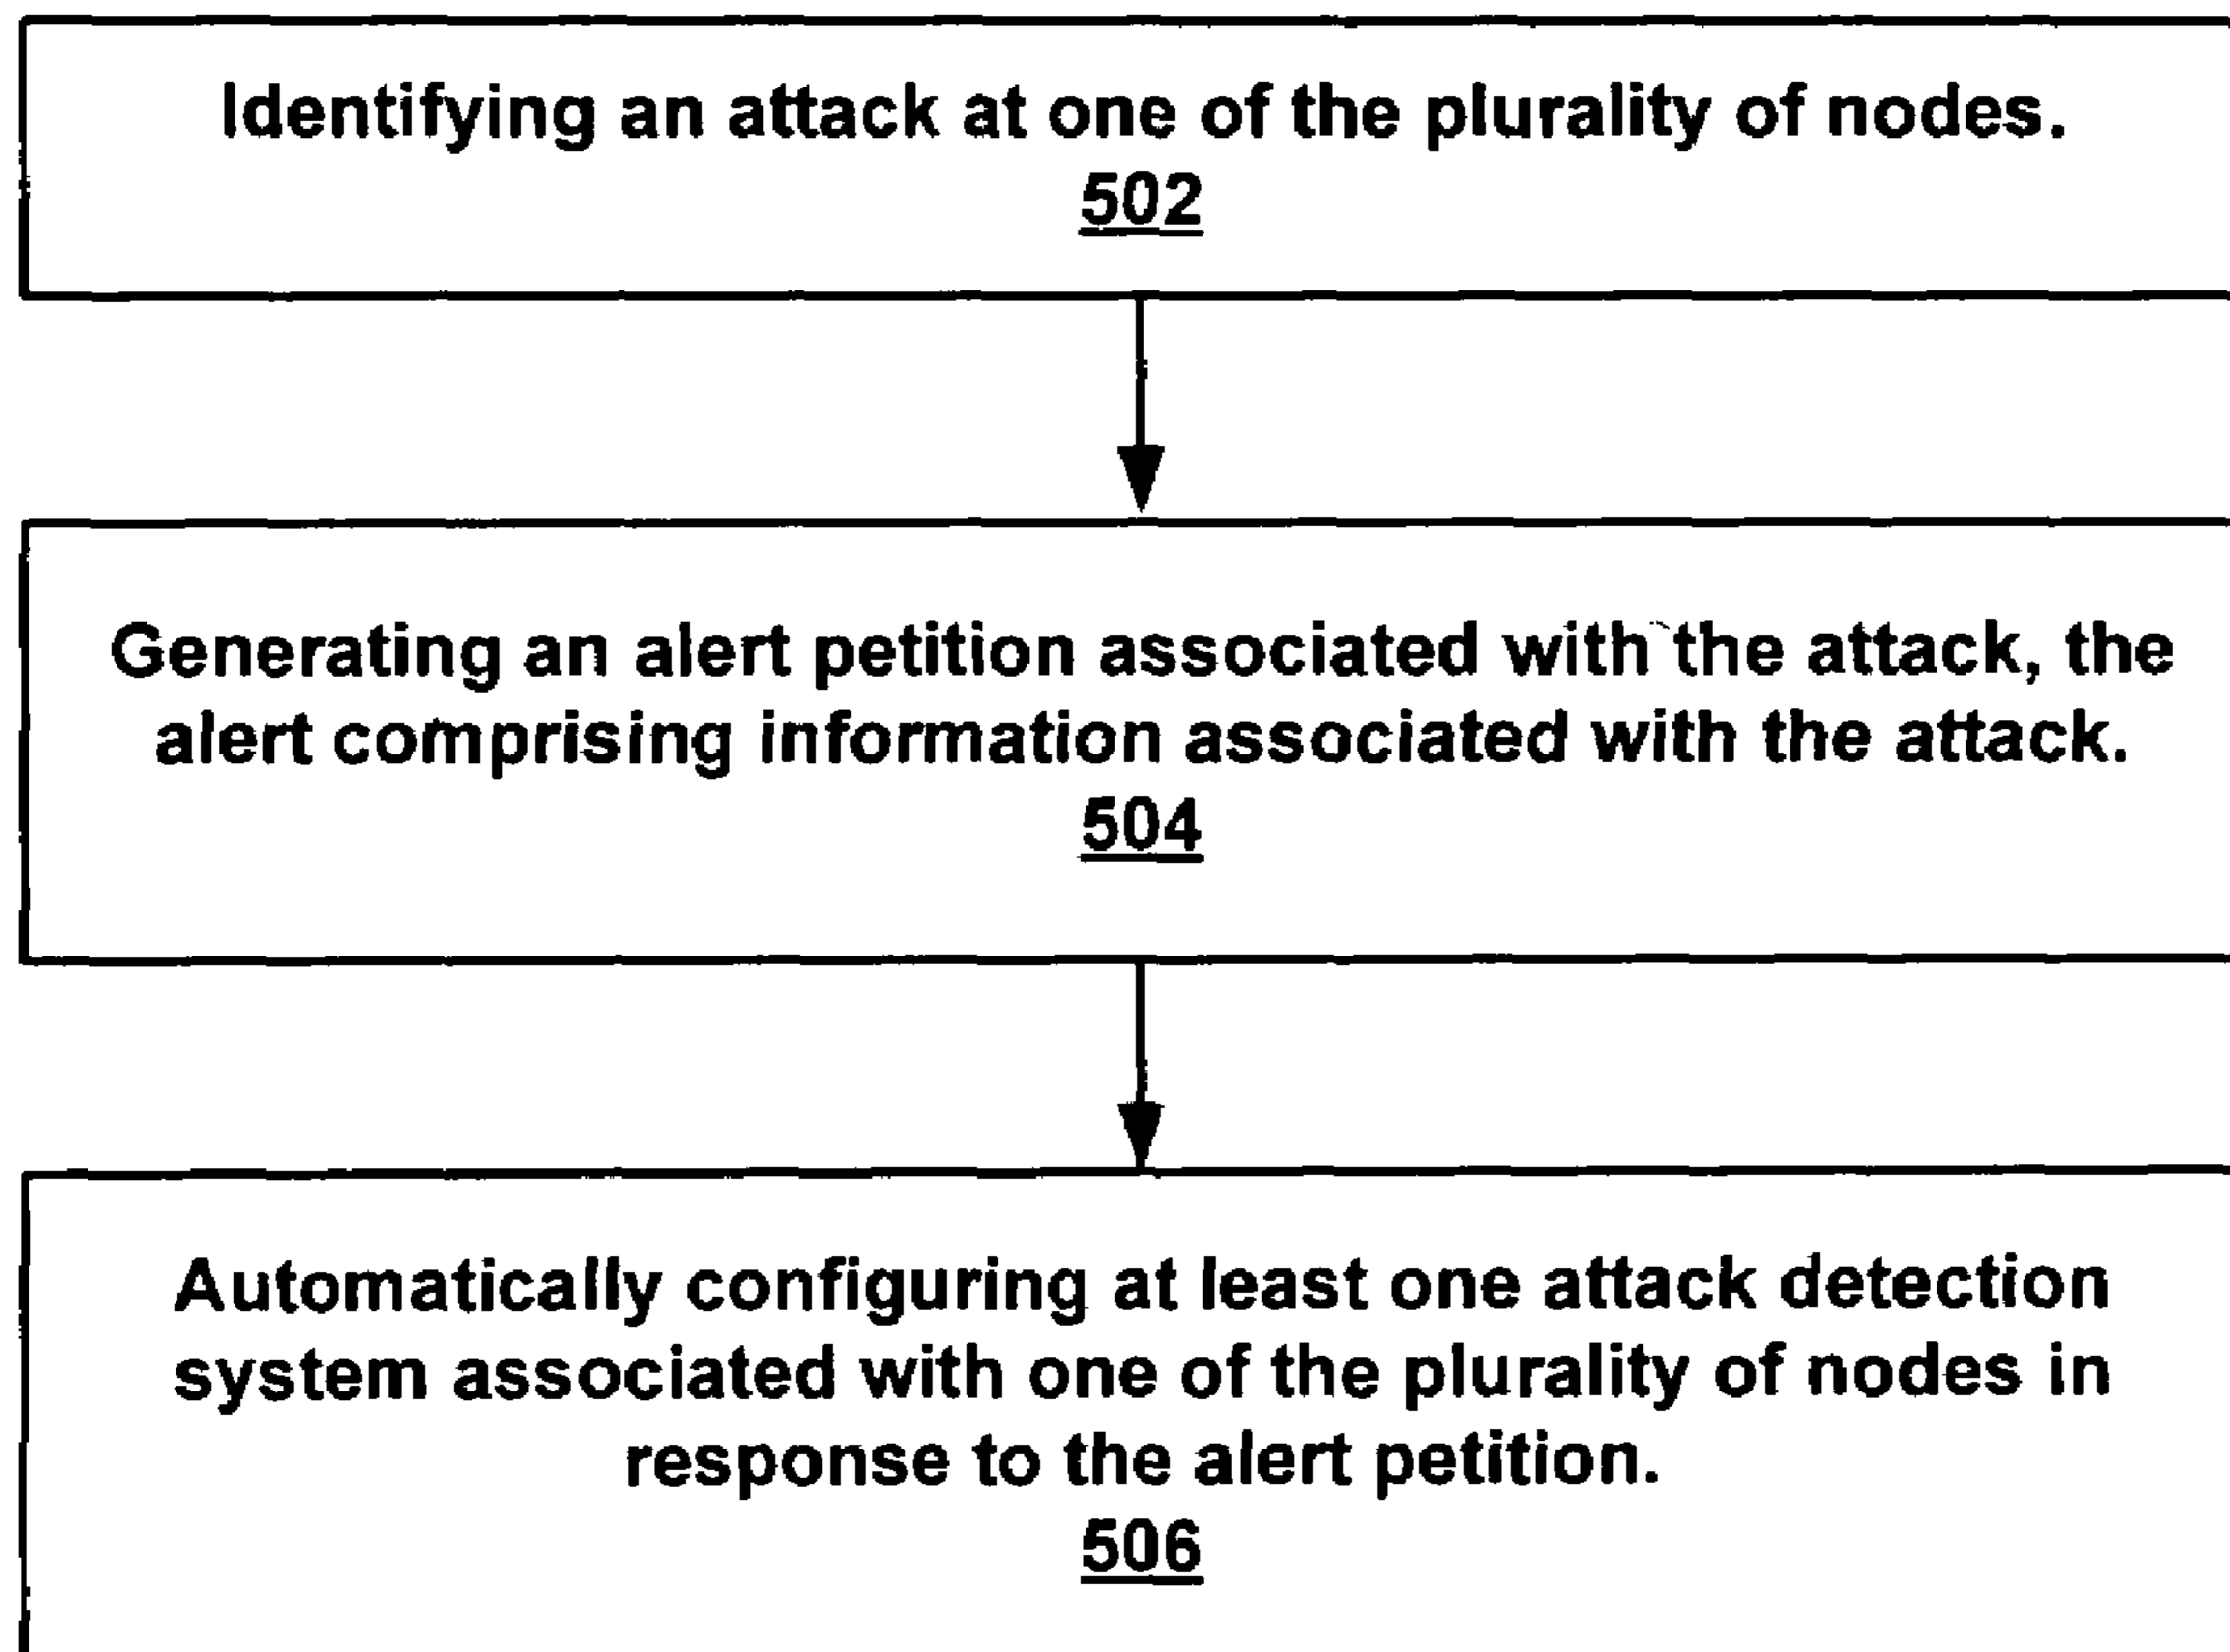 Identifying an attack at one of the plurality of nodes.
502
Generating an alert petition associated with the attack, the
alert comprising information associated with the attack.
504
Automatically configuring at least one attack detection
system associated with one of the plurality of nodes in
response to the alert petition.
506